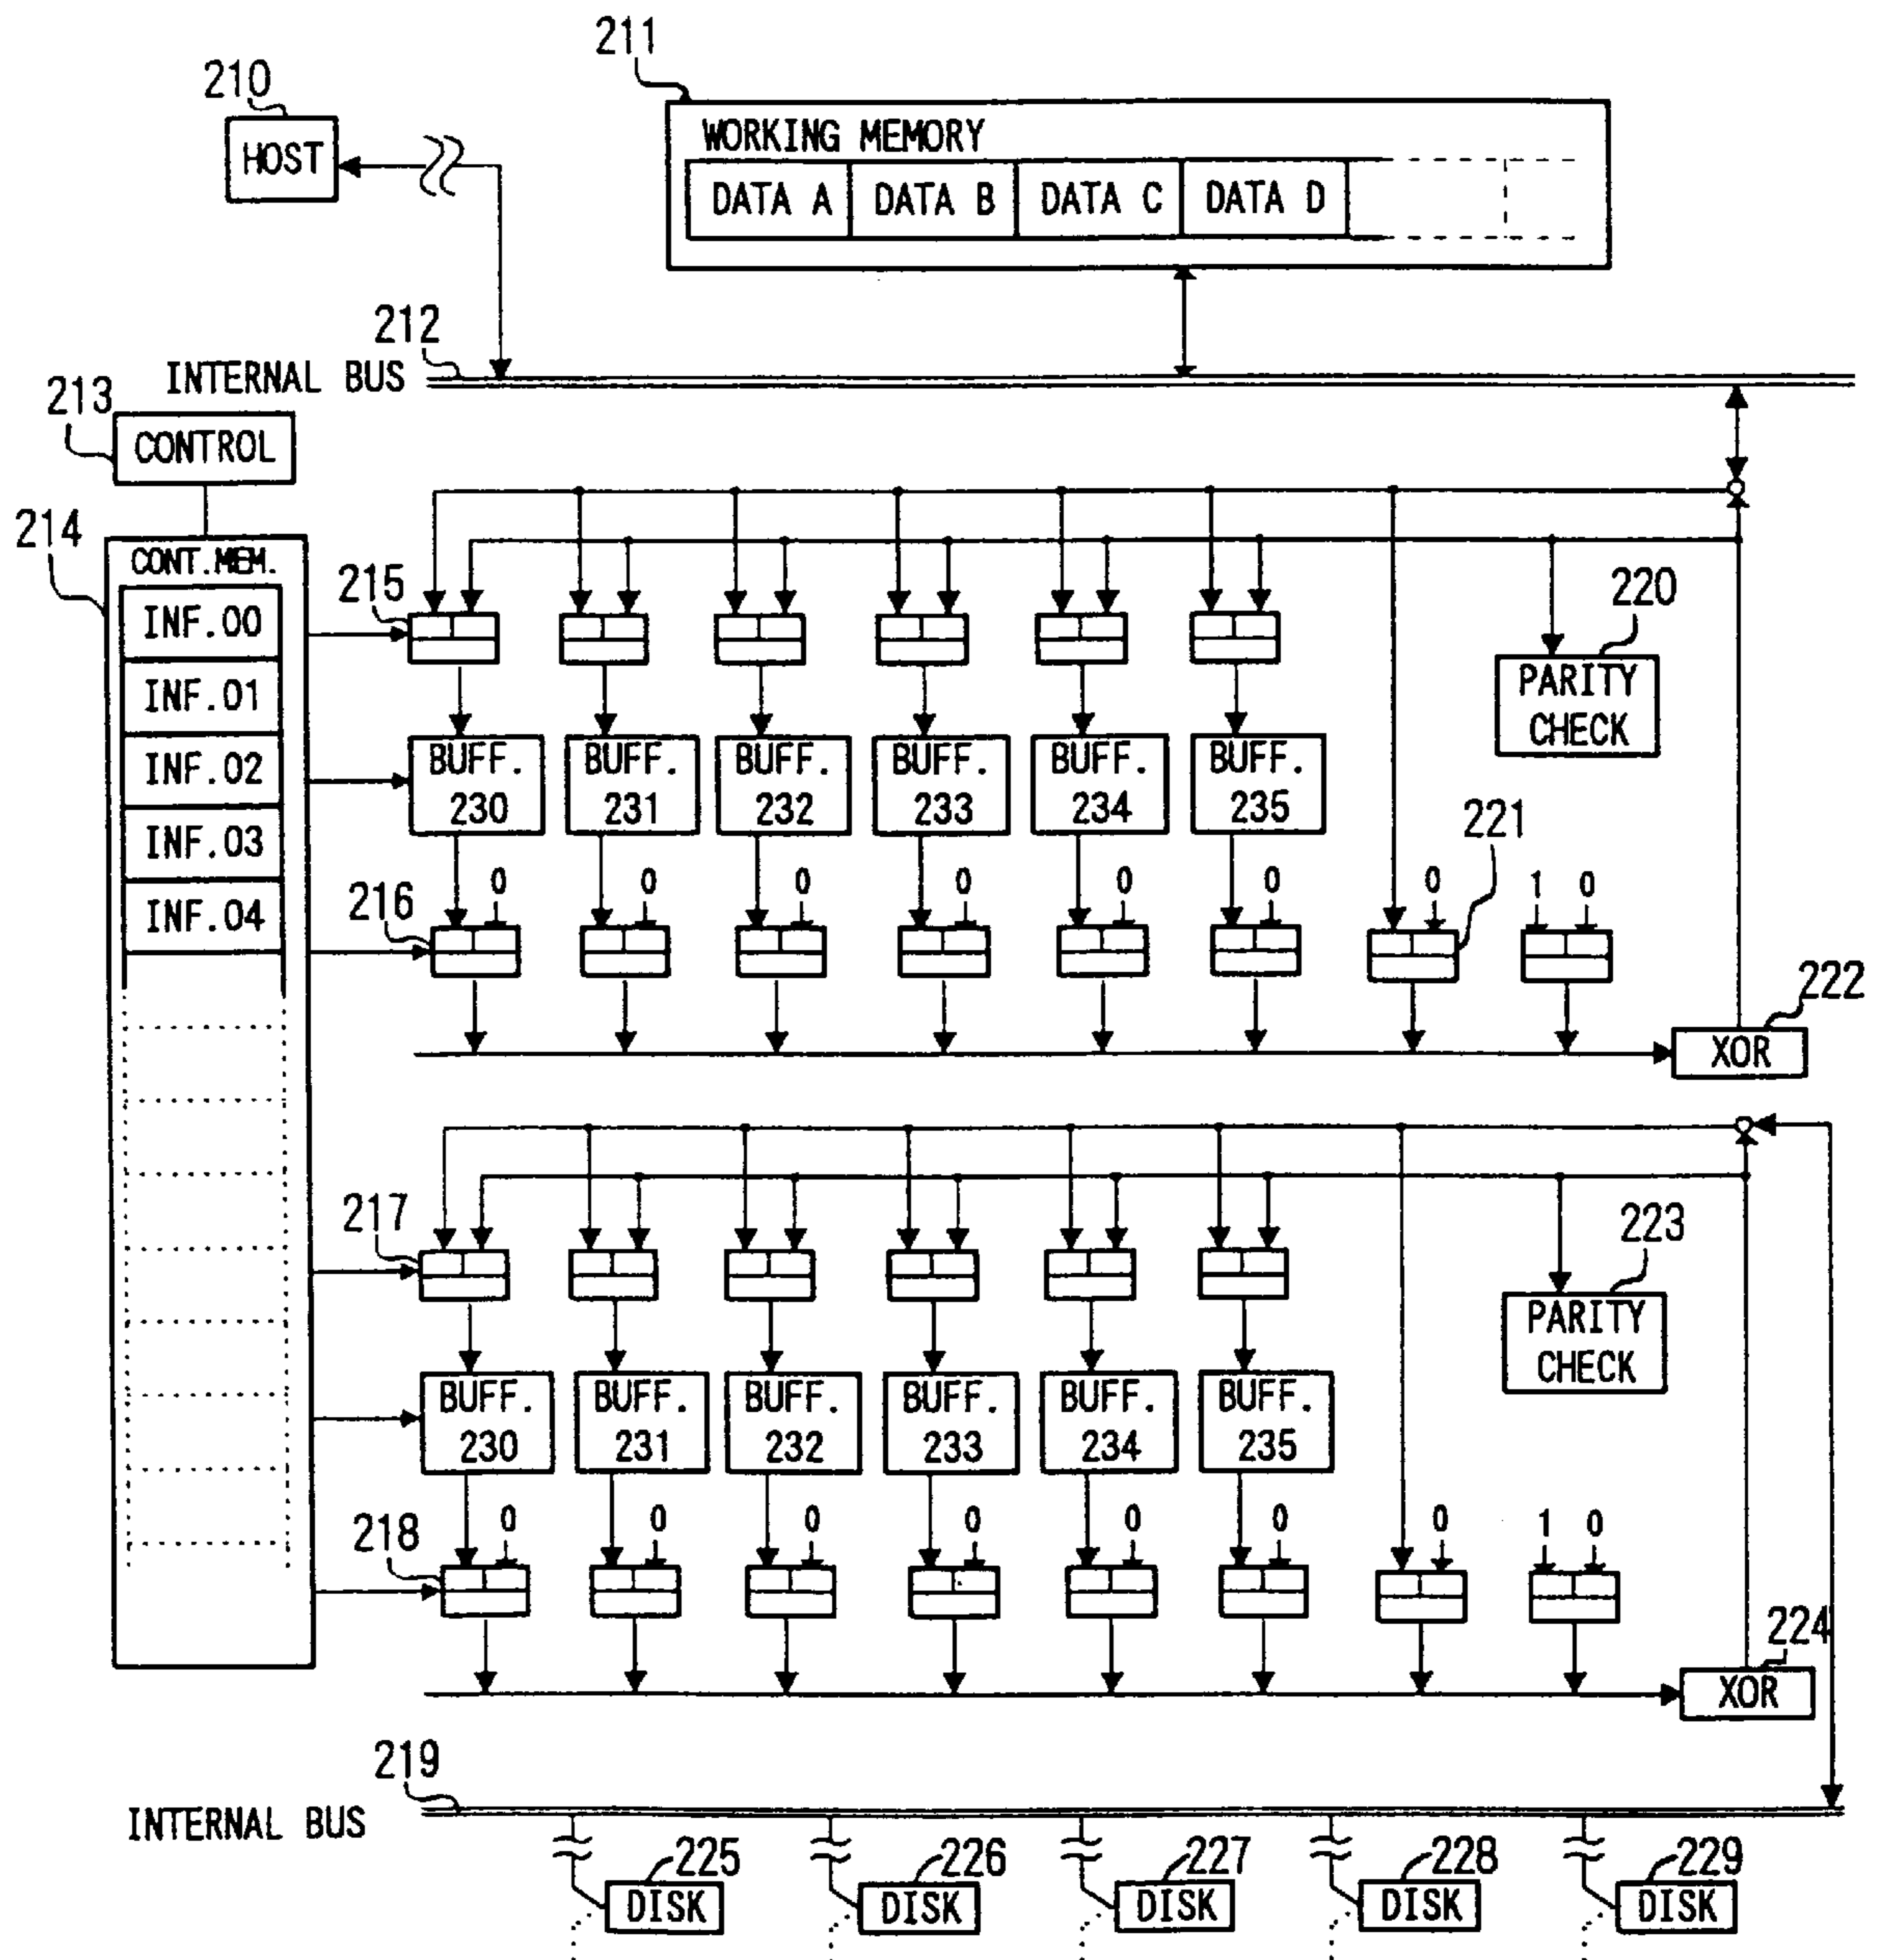 211
210
HOST
WORKING MEMORY
DATA A DATA B DATA C DATA D
212
INTERNAL BUS
213
CONTROL
214
CONT.MEM.
INF.00
INF.01
INF.02
INF.03
INF.04
215
220
PARITY
CHECK
BUFF. BUFF. BUFF. BUFF. BUFF. BUFF.
230 231 232 233 234 235
221
216
0 0 0 0 0 0 0 1 0
222
XOR
217
223
PARITY
CHECK
BUFF. BUFF. BUFF. BUFF. BUFF. BUFF.
230 231 232 233 234 235
218
0 0 0 0 0 0 0 1 0
224
XOR
219
INTERNAL BUS
225 226 227 228 229
DISK DISK DISK DISK DISK